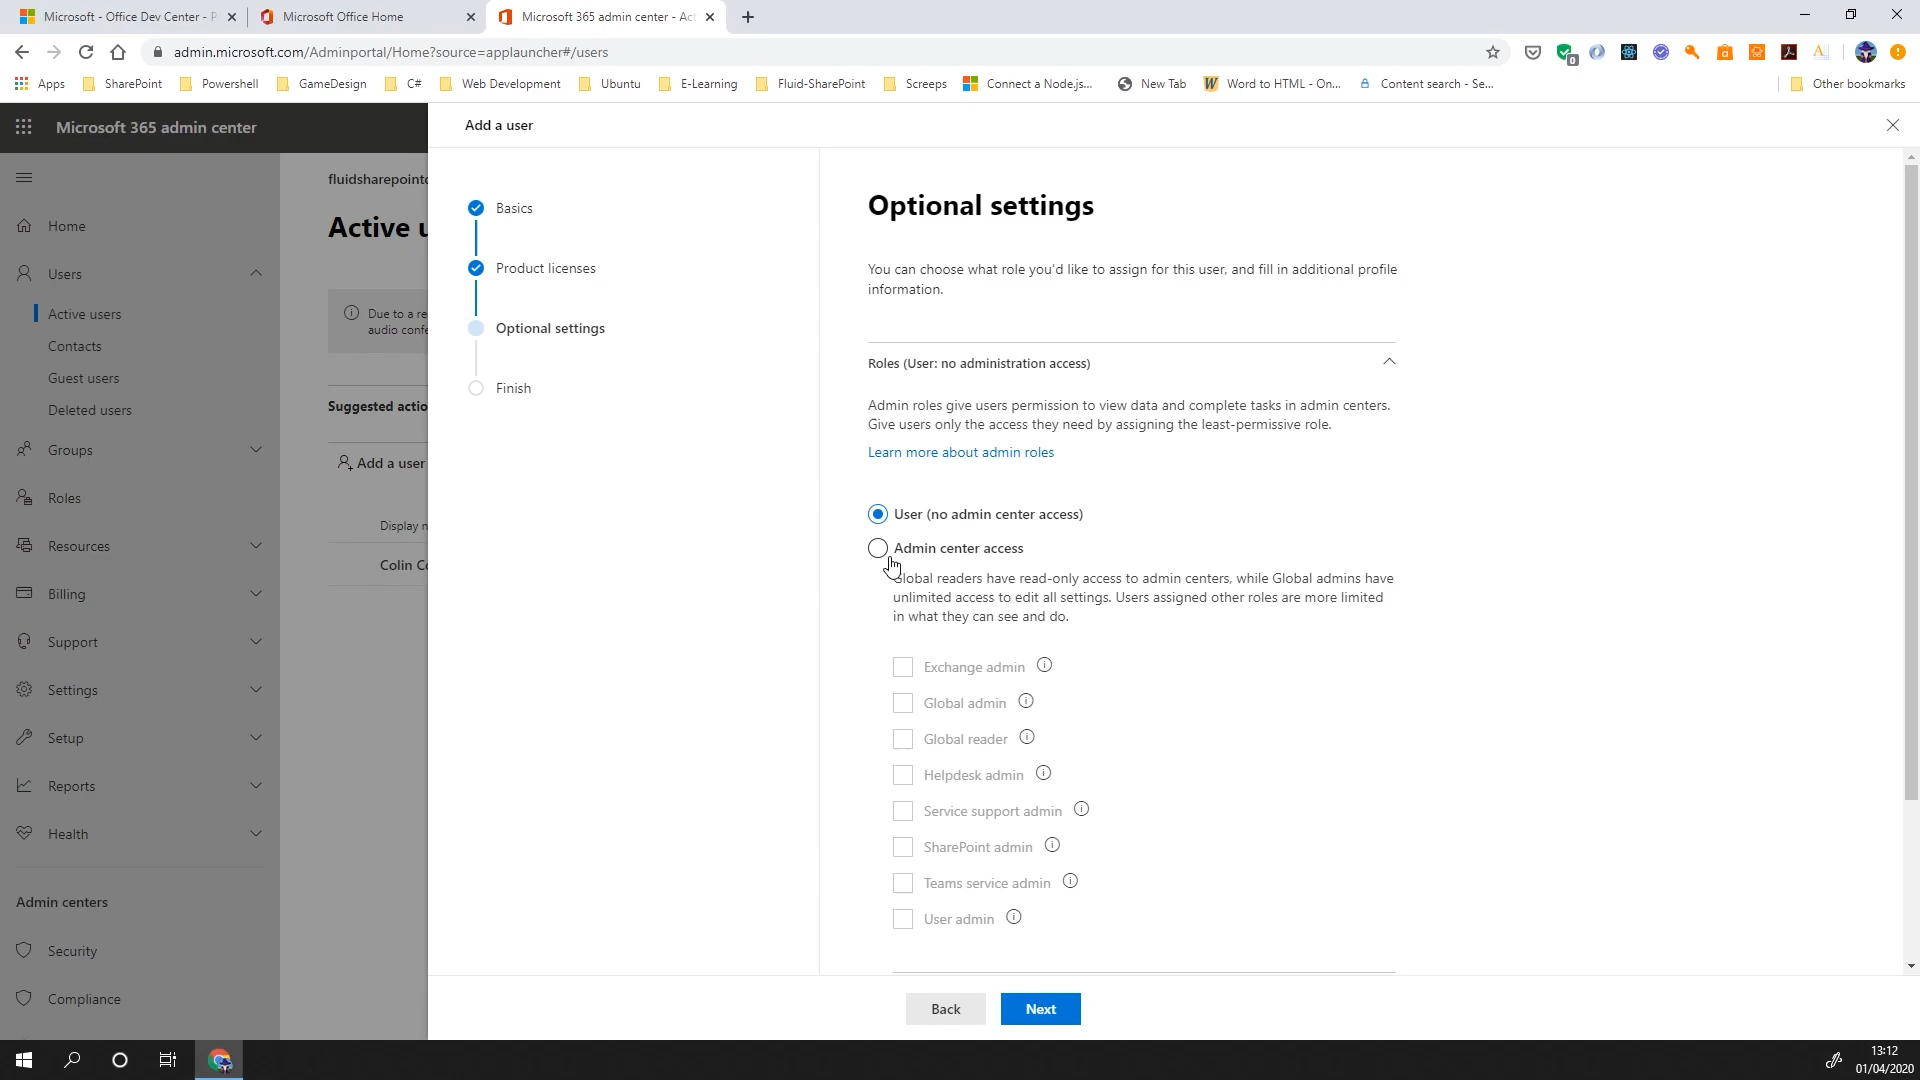 Microsoft - Office Dev Center - P
Microsoft Office Home
Microsoft 365 admin center - Act
admin.microsoft.com/Adminportal/Home?source=applauncher#/users
0
Apps
SharePoint
Powershell
GameDesign
C#
Web Development
Ubuntu
E-Learning
Fluid-SharePoint
Screeps
Connect a Node.js...
New Tab
Word to HTML - On...
Content search - Se...
Other bookmarks
Microsoft 365 admin center
Add a user
fluidsharepoint
Active u
Home
Users
Active users
Contacts
Guest users
Deleted users
Groups
Roles
Resources
Billing
Support
Settings
Setup
Reports
Health
Admin centers
Security
Compliance
Due to a re
audio confe
Suggested actio
Add a user
Display n
Colin Co
Basics
Product licenses
Optional settings
Finish
Optional settings
You can choose what role you'd like to assign for this user, and fill in additional profile
information.
Roles (User: no administration access)
Admin roles give users permission to view data and complete tasks in admin centers.
Give users only the access they need by assigning the least-permissive role.
Learn more about admin roles
User (no admin center access)
Admin center access
Global readers have read-only access to admin centers, while Global admins have
unlimited access to edit all settings. Users assigned other roles are more limited
in what they can see and do.
Exchange admin
Global admin
Global reader
Helpdesk admin
Service support admin
SharePoint admin
Teams service admin
User admin
Back
Next
13:12
01/04/2020